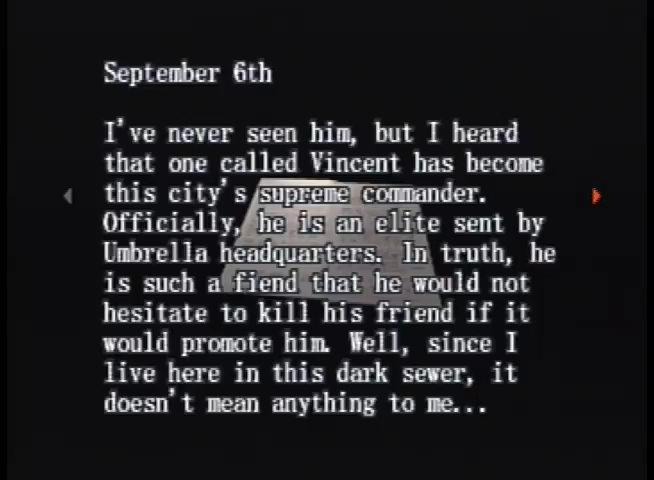 September 6th
I've never seen him, but I heard
that one called Vincent has become
this city's supreme commander.
Officially, he is an elite sent by
Umbrella headquarters. In truth, he
is such a fiend that he would not
hesitate to kill his friend if it
would promote him. Well, since I
live here in this dark sewer, it
doesn't mean anything to me...